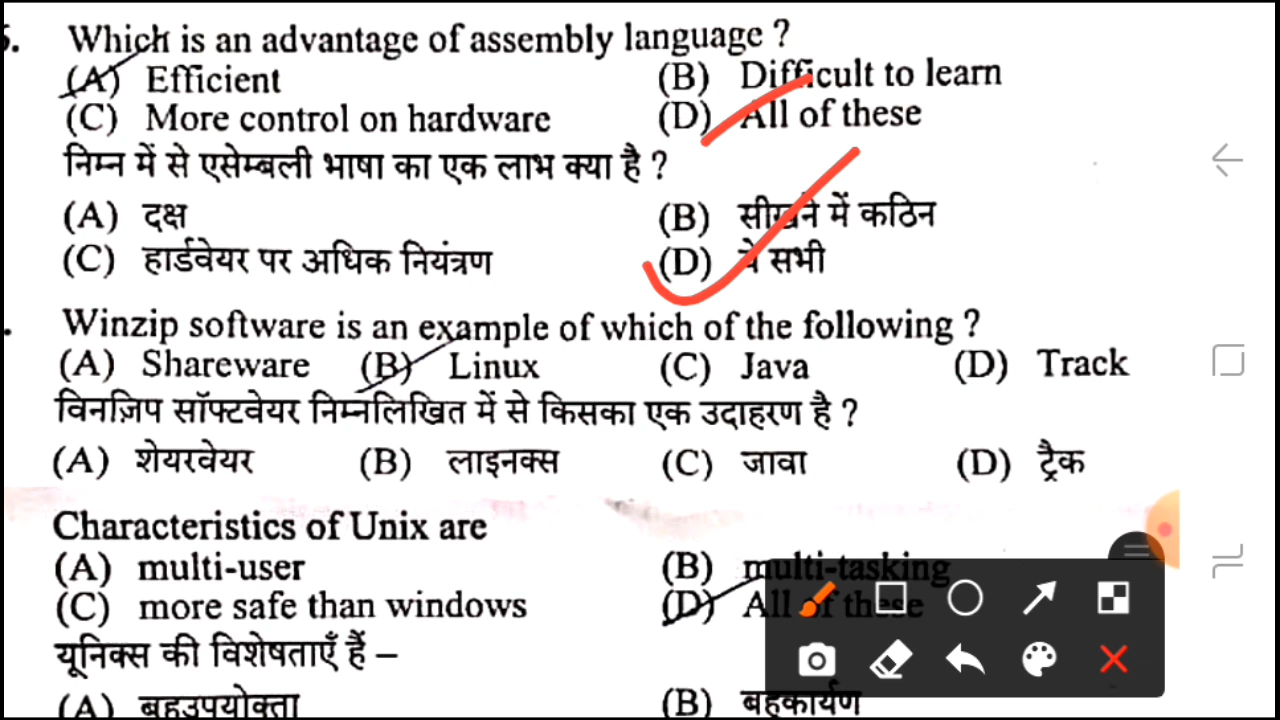 5. Which is an advantage of assembly language ?
(A) Efficient (B) Difficult to learn
(C) More control on hardware (D) All of these
निम्न में से एसेम्बली भाषा का एक लाभ क्या है ?
(A) दक्ष (B) सीखने में कठिन
(C) हार्डवेयर पर अधिक नियंत्रण (D) ये सभी
. Winzip software is an example of which of the following ?
(A) Shareware (B) Linux (C) Java (D) Track
विनज़िप सॉफ्टवेयर निम्नलिखित में से किसका एक उदाहरण है ?
(A) शेयरवेयर (B) लाइनक्स (C) जावा (D) ट्रैक
Characteristics of Unix are
(A) multi-user (B) multi-tasking
(C) more safe than windows (D) All of these
यूनिक्स की विशेषताएँ हैं –
(A) बहुउपयोक्ता (B) बहुकार्यण